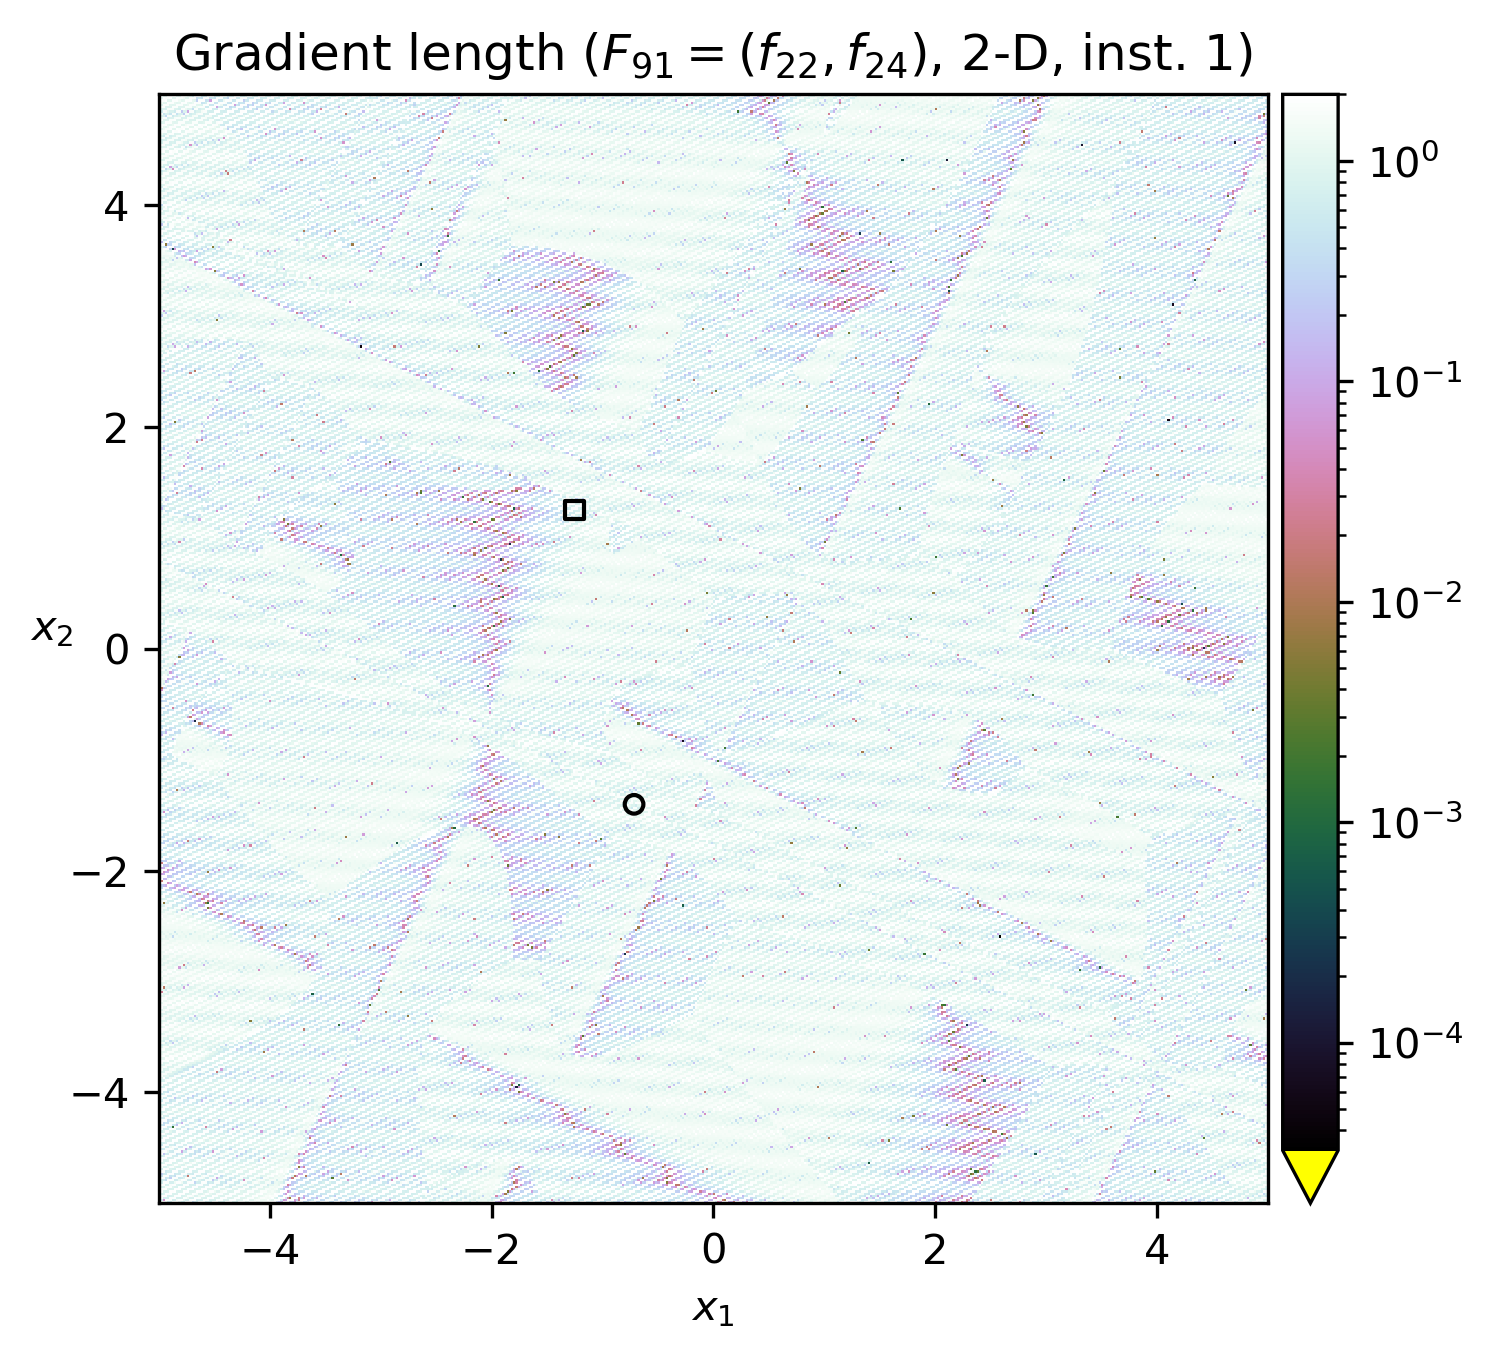 Gradient length (F₉₁ = (f₂₂, f₂₄), 2-D, inst. 1)
4
2
0
−2
−4
x₂
−4 −2 0 2 4
x₁
10⁰
10⁻¹
10⁻²
10⁻³
10⁻⁴